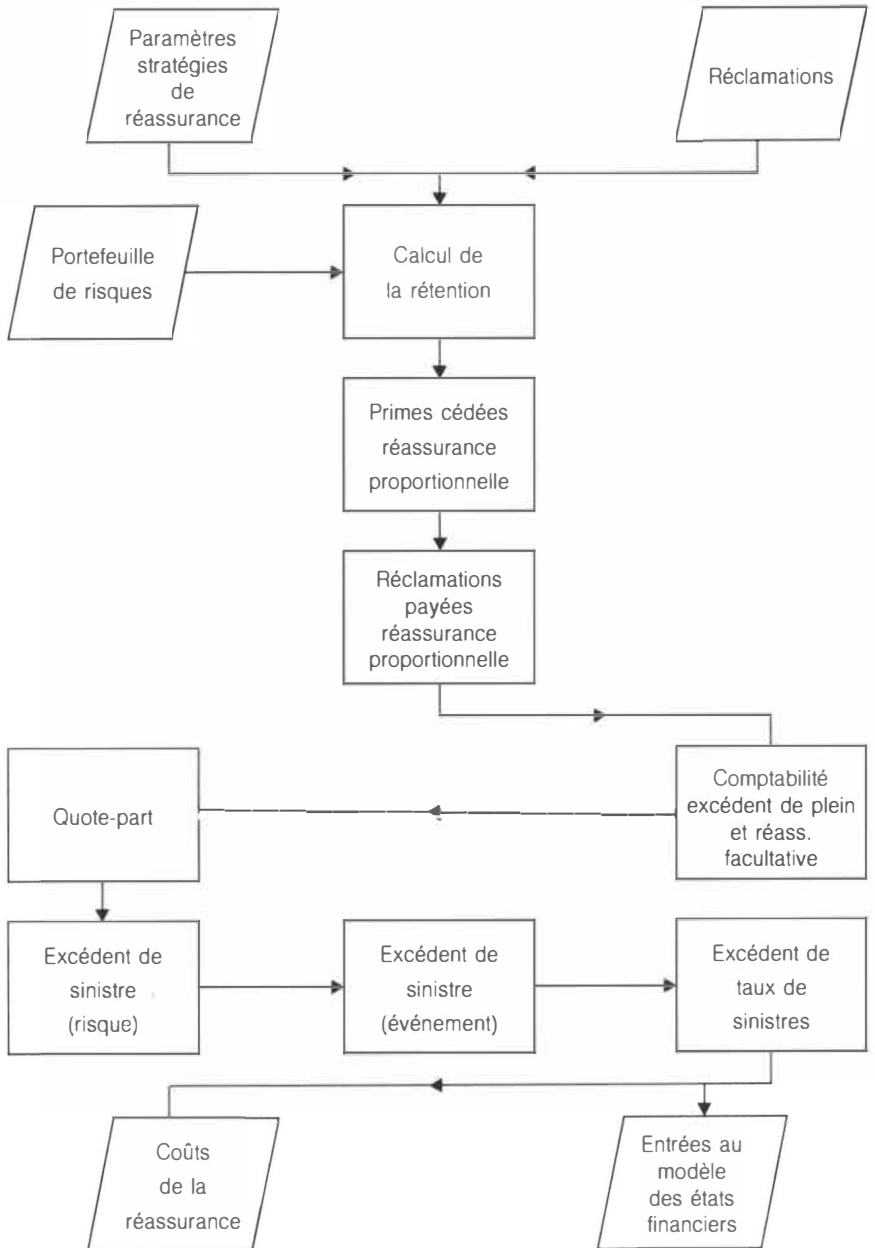 Paramètres
stratégies
de
réassurance
Réclamations
Portefeuille
de risques
Calcul de
la rétention
Primes cédées
réassurance
proportionnelle
Réclamations
payées
réassurance
proportionnelle
Comptabilité
excédent de plein
et réass.
facultative
Quote-part
Excédent de
sinistre
(risque)
Excédent de
sinistre
(événement)
Excédent de
taux de
sinistres
Coûts
de la
réassurance
Entrées au
modèle
des états
financiers